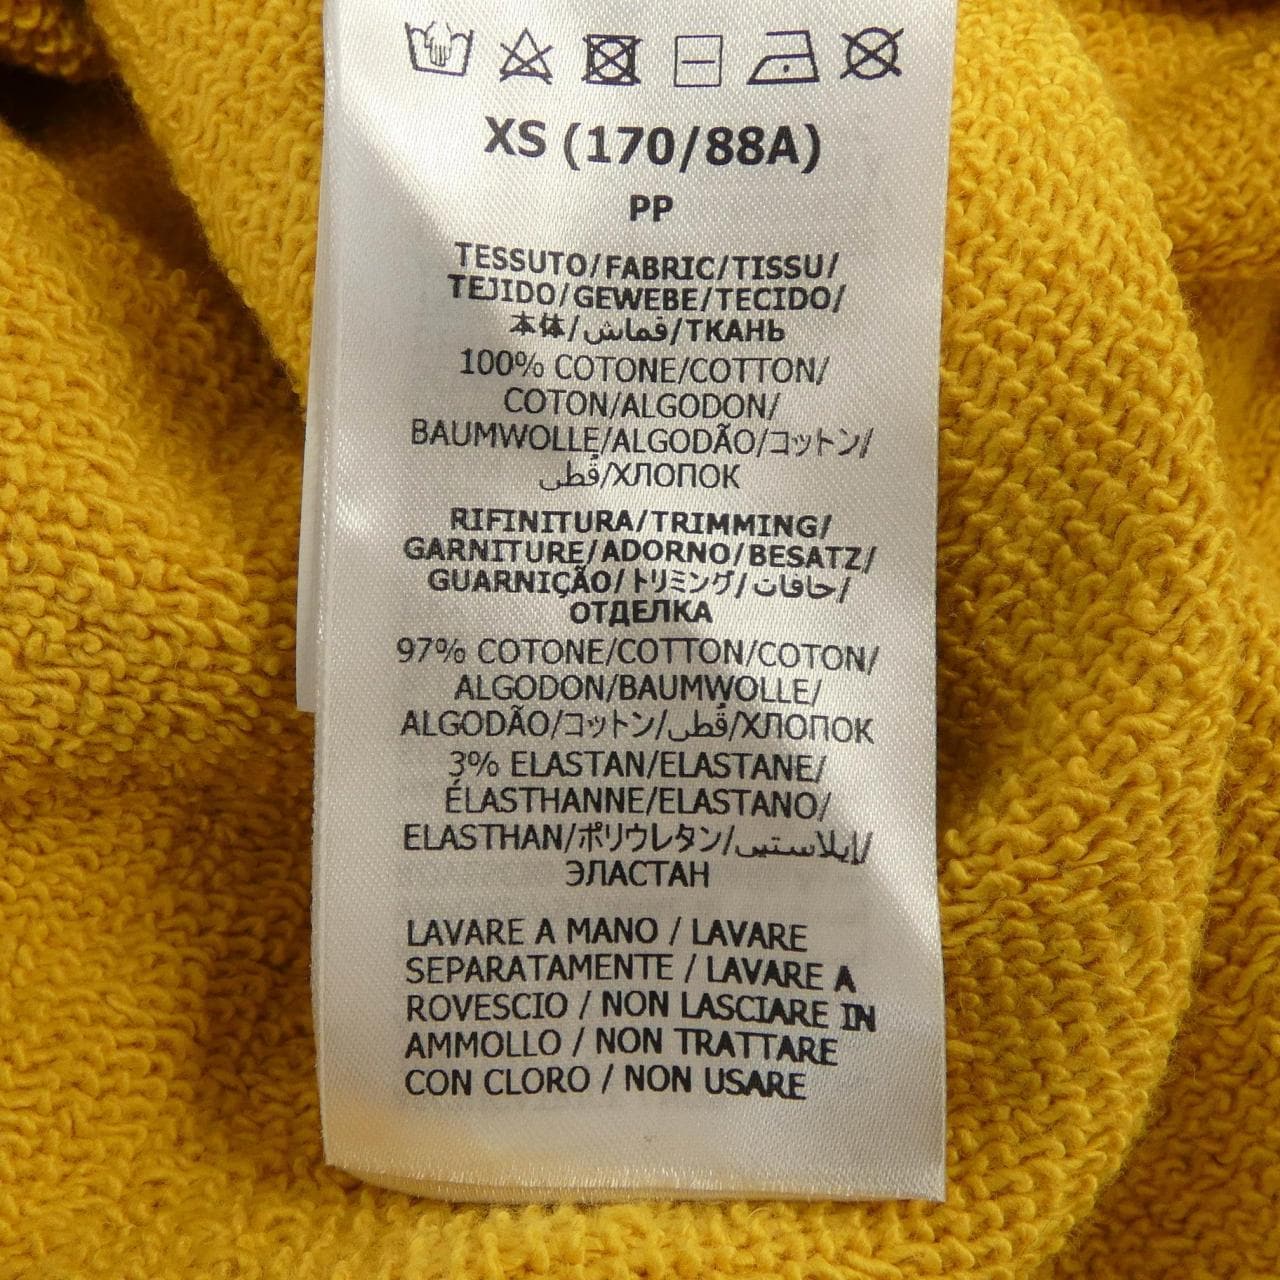 XS (170/88A)
PP
TESSUTO/FABRIC/TISSU/
TEJIDO/GEWEBE/TECIDO/
本体/قماش/ТКАНЬ
100% COTONE/COTTON/
COTON/ALGODON/
BAUMWOLLE/ALGODÃO/コットン/
قُطن/ХЛОПОК
RIFINITURA/TRIMMING/
GARNITURE/ADORNO/BESATZ/
GUARNIÇÃO/トリミング/حافات/
ОТДЕЛКА
97% COTONE/COTTON/COTON/
ALGODON/BAUMWOLLE/
ALGODÃO/コットン/قُطن/ХЛОПОК
3% ELASTAN/ELASTANE/
ÉLASTHANNE/ELASTANO/
ELASTHAN/ポリウレタン/إيلاستين/
ЭЛАСТАН
LAVARE A MANO / LAVARE
SEPARATAMENTE / LAVARE A
ROVESCIO / NON LASCIARE IN
AMMOLLO / NON TRATTARE
CON CLORO / NON USARE